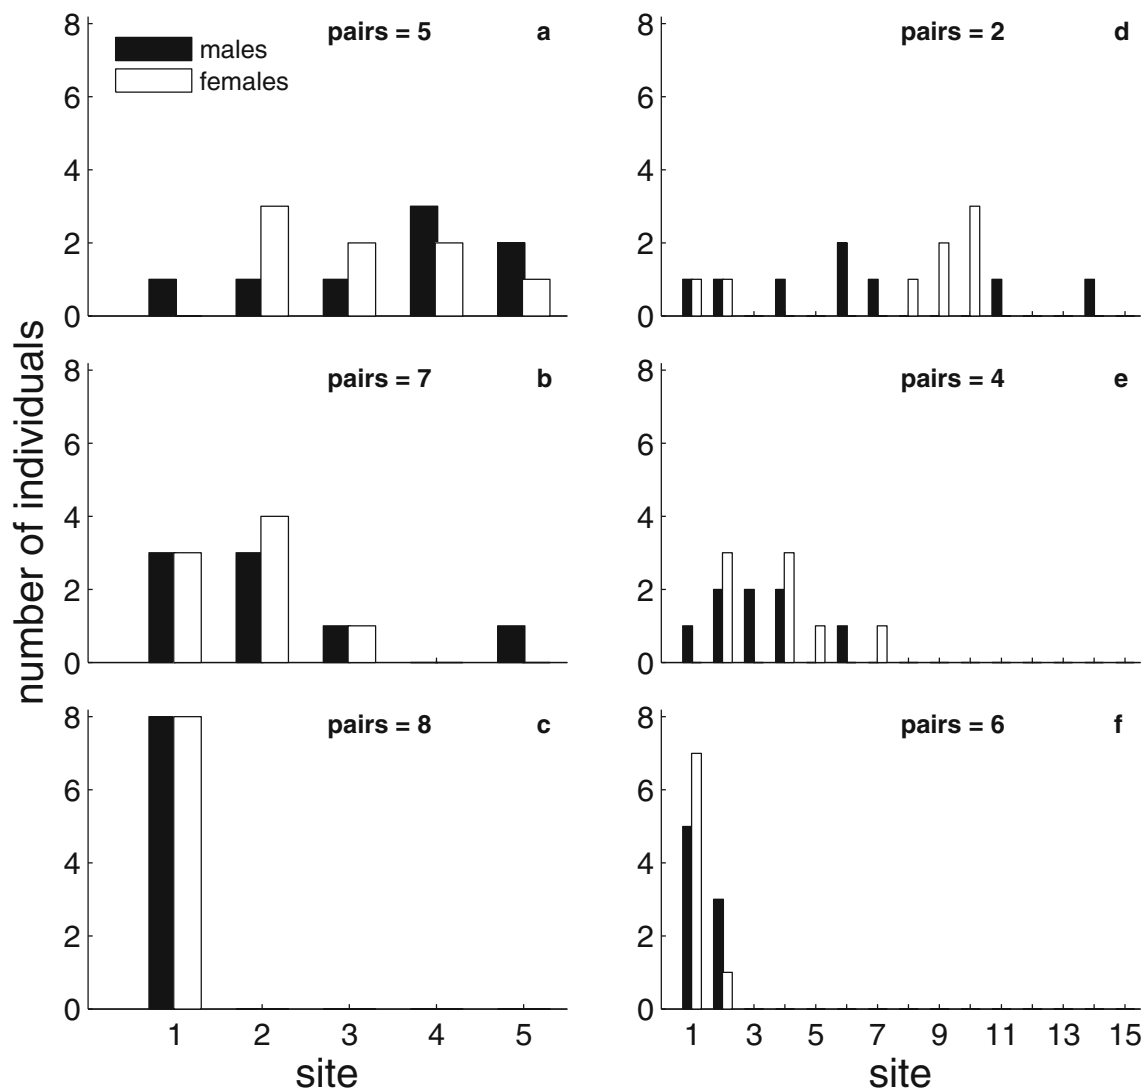 number of individuals
8
6
4
2
0
males
females
pairs = 5
a
8
6
4
2
0
pairs = 2
d
8
6
4
2
0
pairs = 7
b
8
6
4
2
0
pairs = 4
e
8
6
4
2
0
pairs = 8
c
1 2 3 4 5
site
8
6
4
2
0
pairs = 6
f
1 3 5 7 9 11 13 15
site